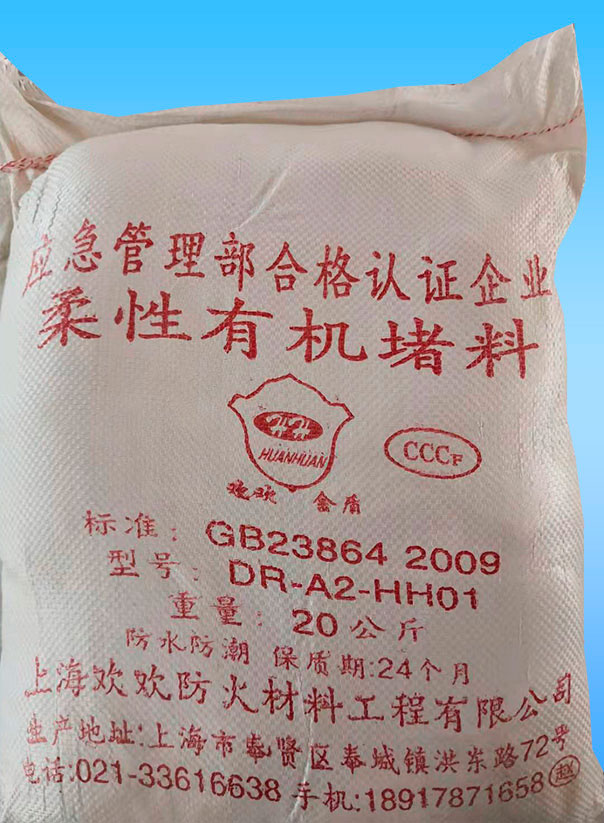 应急管理部合格认证企业
柔性有机堵料
HH
HUANHUAN
欢欢 金盾
CCCF
标准：GB23864 2009
型号：DR-A2-HH01
重量：20公斤
防水防潮 保质期:24个月
上海欢欢防火材料工程有限公司
生产地址:上海市奉贤区奉城镇洪东路72号
电话:021-33616638 手机:18917871658 赵